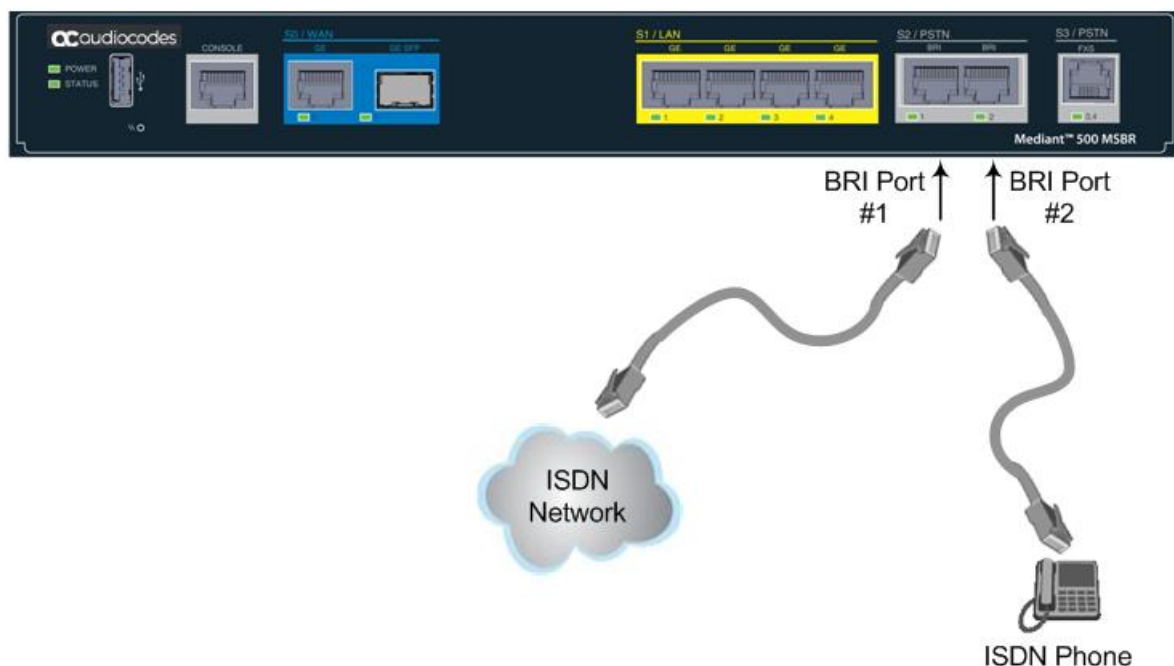 audiocodes
POWER
STATUS
CONSOLE
S0 / WAN
GE
GE SFP
S1 / LAN
GE GE GE GE
1 2 3 4
S2 / PSTN
BRI BRI
1 2
S3 / PSTN
FXS
Mediant™ 500 MSBR
BRI Port
#1
BRI Port
#2
ISDN
Network
ISDN Phone